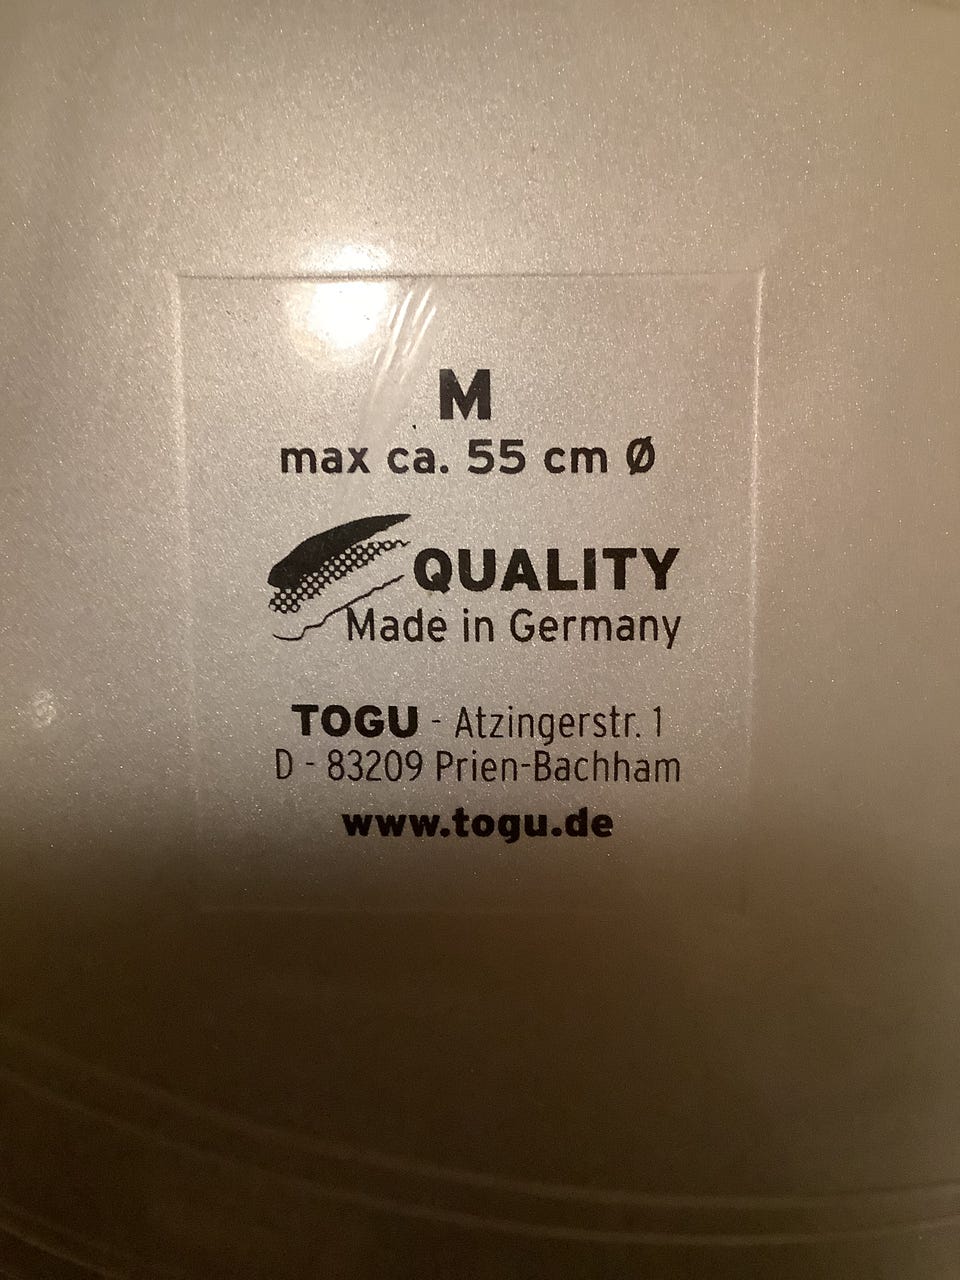 M
max ca. 55 cm Ø
QUALITY
Made in Germany
TOGU - Atzingerstr. 1
D - 83209 Prien-Bachham
www.togu.de